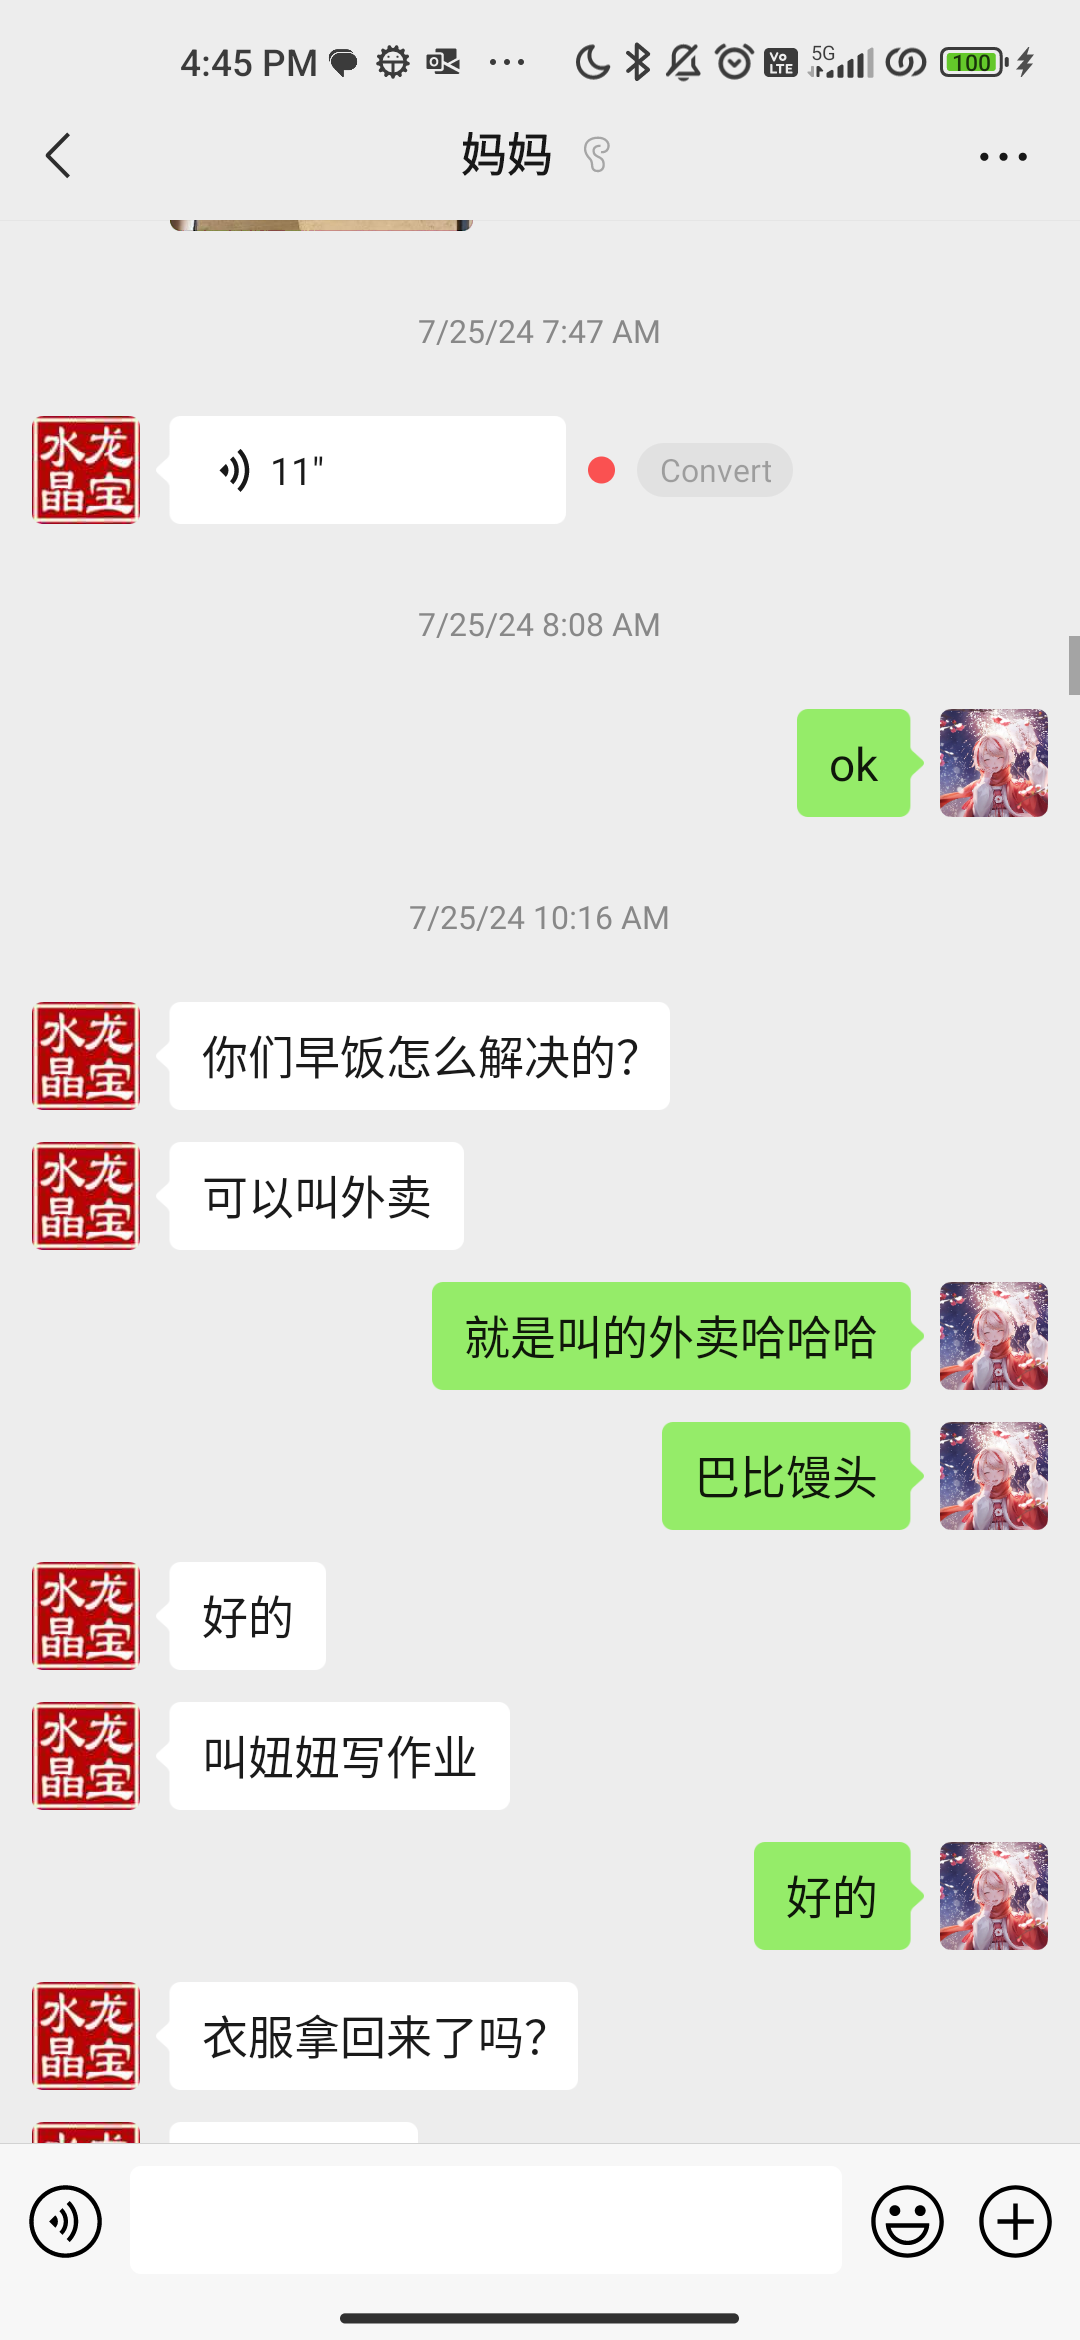 4:45 PM
5G
Vo LTE
100
妈妈
7/25/24 7:47 AM
水龙晶宝
11"
Convert
7/25/24 8:08 AM
ok
7/25/24 10:16 AM
水龙晶宝
你们早饭怎么解决的?
水龙晶宝
可以叫外卖
就是叫的外卖哈哈哈
巴比馒头
水龙晶宝
好的
水龙晶宝
叫妞妞写作业
好的
水龙晶宝
衣服拿回来了吗?